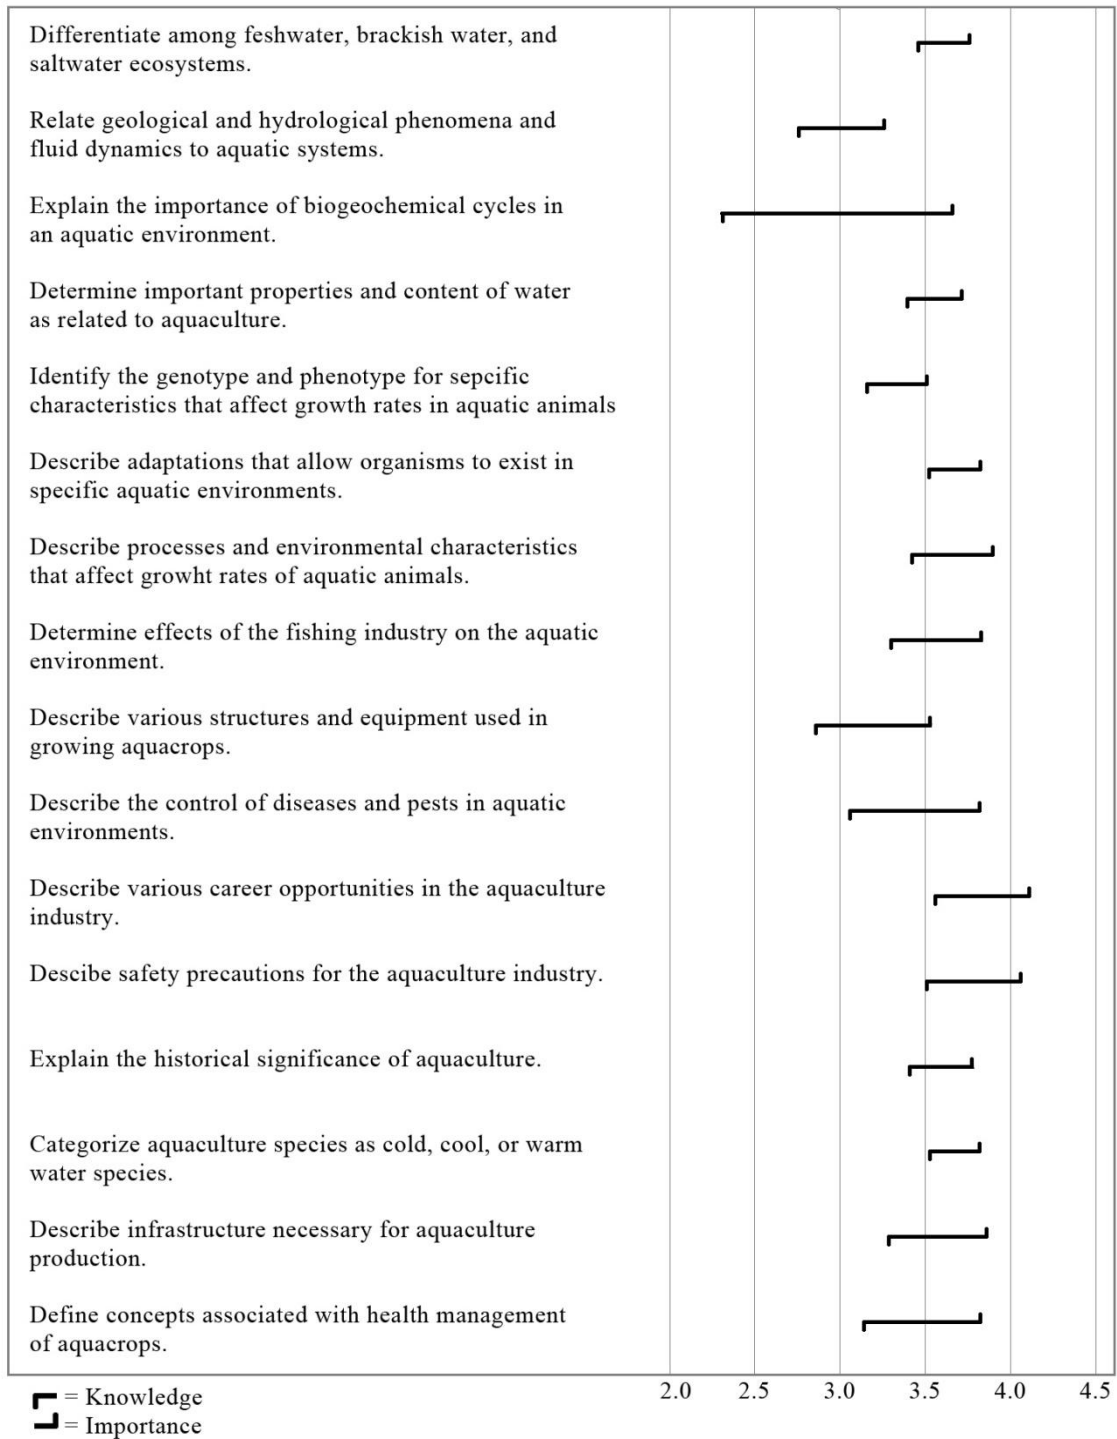 Differentiate among feshwater, brackish water, and
saltwater ecosystems.
Relate geological and hydrological phenomena and
fluid dynamics to aquatic systems.
Explain the importance of biogeochemical cycles in
an aquatic environment.
Determine important properties and content of water
as related to aquaculture.
Identify the genotype and phenotype for sepcific
characteristics that affect growth rates in aquatic animals
Describe adaptations that allow organisms to exist in
specific aquatic environments.
Describe processes and environmental characteristics
that affect growht rates of aquatic animals.
Determine effects of the fishing industry on the aquatic
environment.
Describe various structures and equipment used in
growing aquacrops.
Describe the control of diseases and pests in aquatic
environments.
Describe various career opportunities in the aquaculture
industry.
Descibe safety precautions for the aquaculture industry.
Explain the historical significance of aquaculture.
Categorize aquaculture species as cold, cool, or warm
water species.
Describe infrastructure necessary for aquaculture
production.
Define concepts associated with health management
of aquacrops.
2.0 2.5 3.0 3.5 4.0 4.5
= Knowledge
= Importance